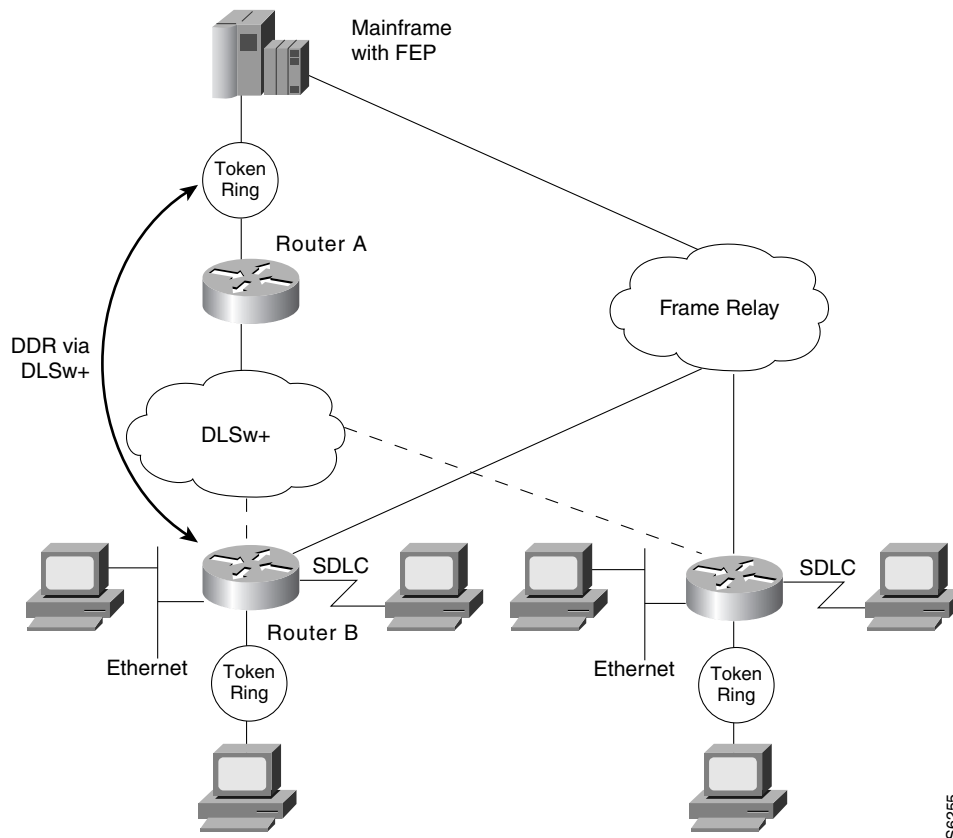 Mainframe
with FEP
Token
Ring
Router A
Frame Relay
DDR via
DLSw+
DLSw+
SDLC
SDLC
Router B
Ethernet
Ethernet
Token
Ring
Token
Ring
S6255